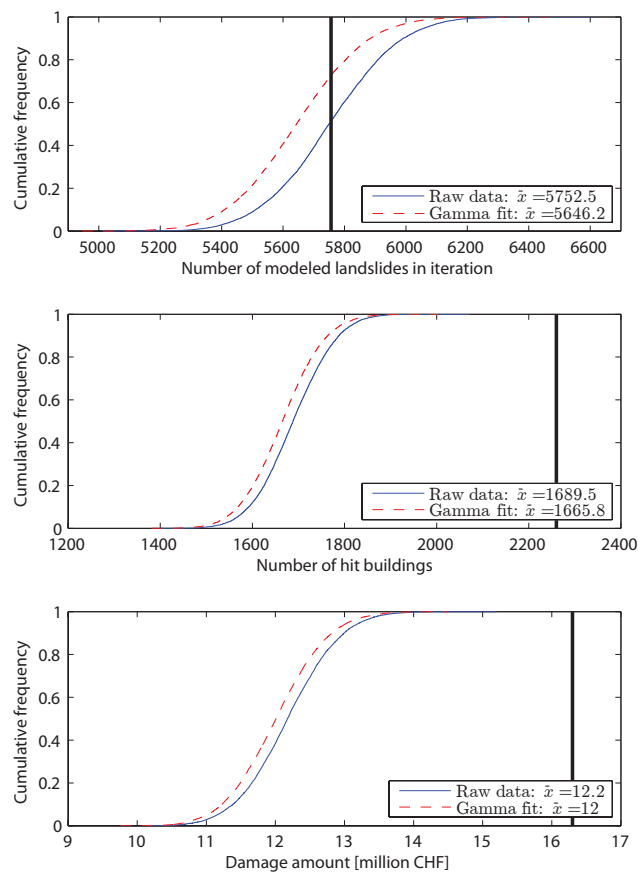 1
0.8
0.6
0.4
0.2
0
Cumulative frequency
Raw data: x̃ =5752.5
Gamma fit: x̃ =5646.2
5000 5200 5400 5600 5800 6000 6200 6400 6600
Number of modeled landslides in iteration
1
0.8
0.6
0.4
0.2
0
Cumulative frequency
Raw data: x̃ =1689.5
Gamma fit: x̃ =1665.8
1200 1400 1600 1800 2000 2200 2400
Number of hit buildings
1
0.8
0.6
0.4
0.2
0
Cumulative frequency
Raw data: x̃ =12.2
Gamma fit: x̃ =12
9 10 11 12 13 14 15 16 17
Damage amount [million CHF]